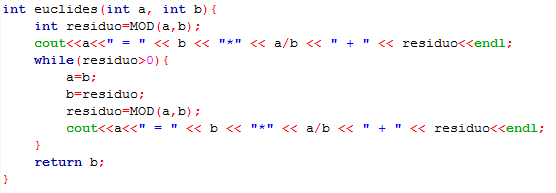 int euclides(int a, int b){
    int residuo=MOD(a,b);
    cout<<a<<" = " << b << "*" << a/b << " + " << residuo<<endl;
    while(residuo>0){
        a=b;
        b=residuo;
        residuo=MOD(a,b);
        cout<<a<<" = " << b << "*" << a/b << " + " << residuo<<endl;
    }
    return b;
}